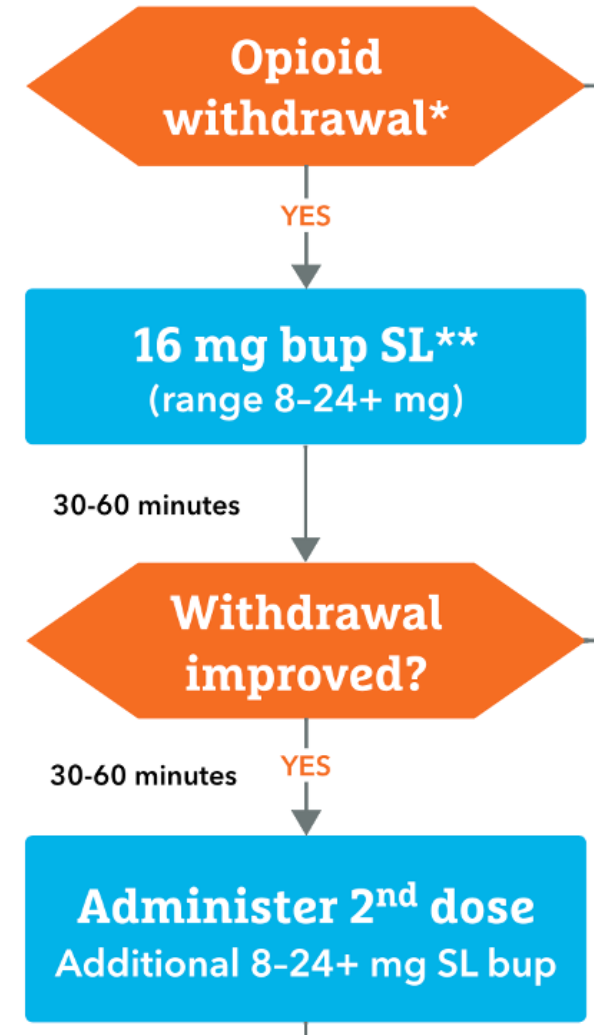 Opioid
withdrawal*
YES
16 mg bup SL**
(range 8–24+ mg)
30-60 minutes
Withdrawal
improved?
30-60 minutes
YES
Administer 2nd dose
Additional 8–24+ mg SL bup